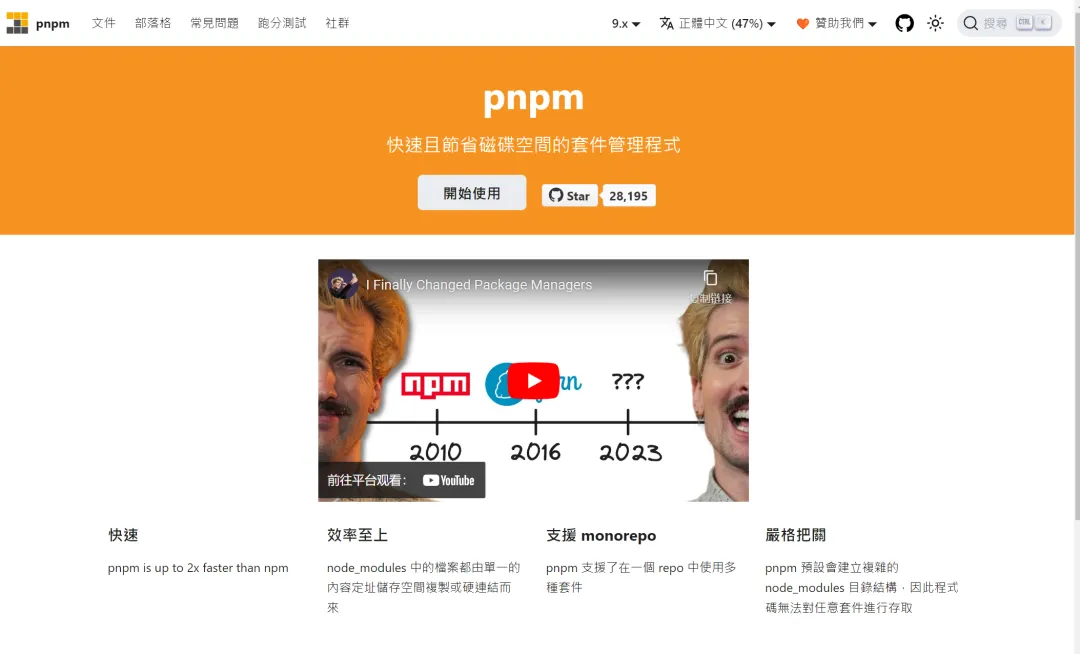 pnpm 文件 部落格 常見問題 跑分測試 社群 9.x 正體中文 (47%) 贊助我們 搜尋 CTRL K
pnpm
快速且節省磁碟空間的套件管理程式
開始使用 Star 28,195
I Finally Changed Package Managers
复制链接
npm ???
2010 2016 2023
前往平台观看： YouTube
快速
pnpm is up to 2x faster than npm
效率至上
node_modules 中的檔案都由單一的
內容定址儲存空間複製或硬連結而
來
支援 monorepo
pnpm 支援了在一個 repo 中使用多
種套件
嚴格把關
pnpm 預設會建立複雜的
node_modules 目錄結構，因此程式
碼無法對任意套件進行存取